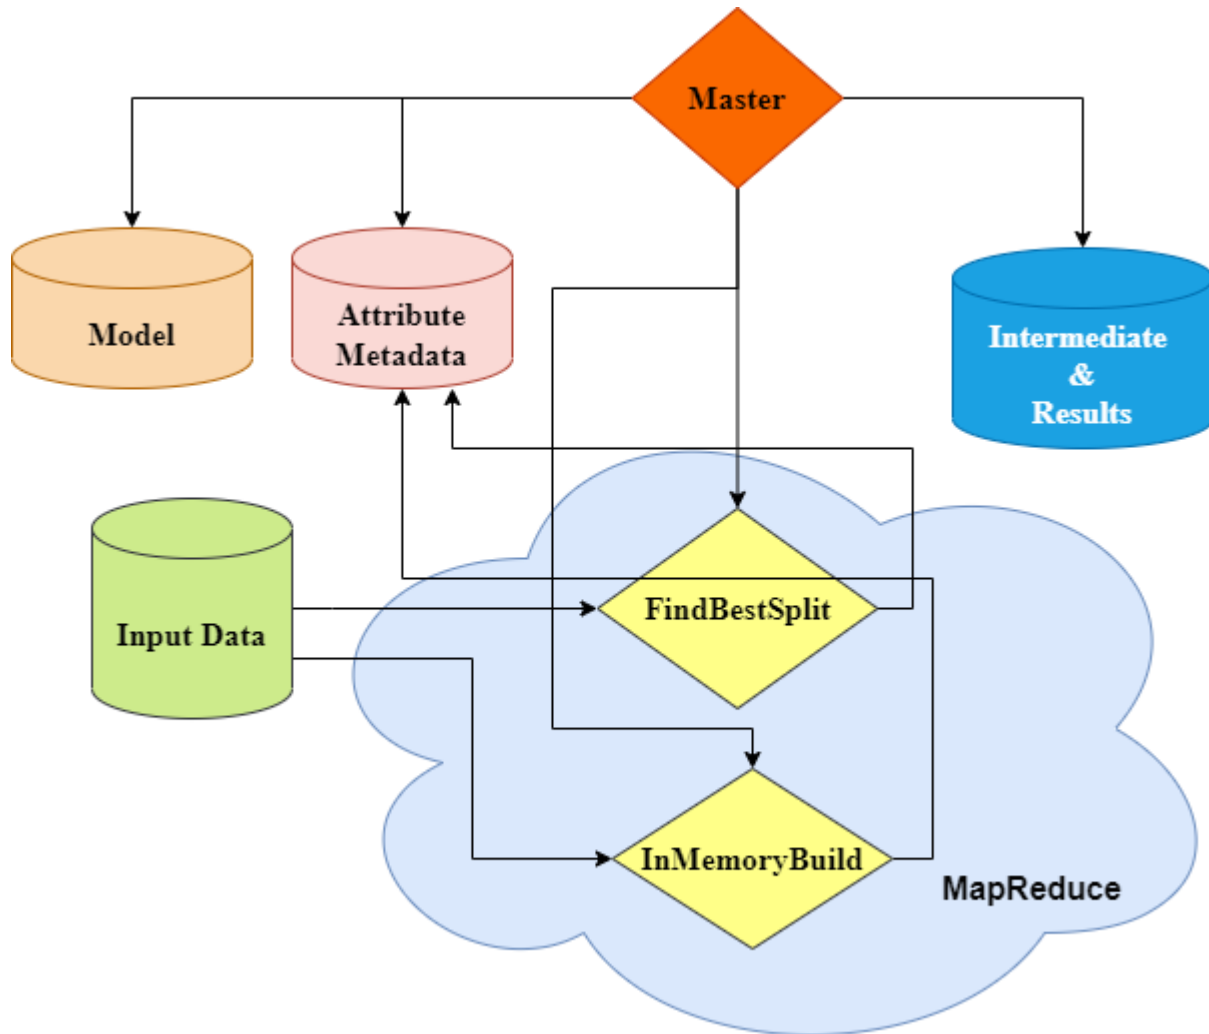 Master
Model
Attribute
Metadata
Intermediate
&
Results
Input Data
FindBestSplit
InMemoryBuild
MapReduce